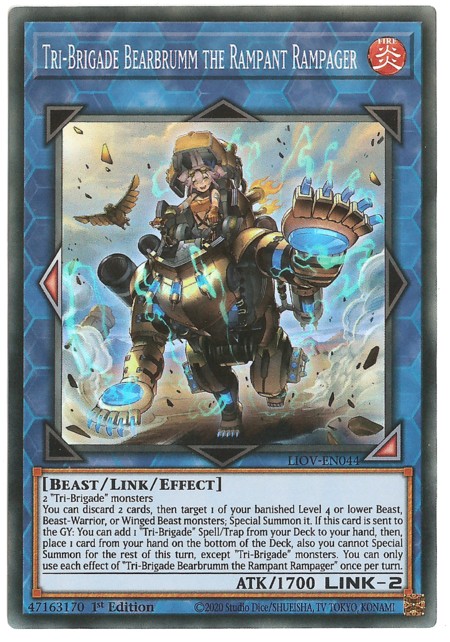 Tri-Brigade Bearbrumm the Rampant Rampager
FIRE
炎
LIOV-EN044
[Beast/Link/Effect]
2 "Tri-Brigade" monsters
You can discard 2 cards, then target 1 of your banished Level 4 or lower Beast,
Beast-Warrior, or Winged Beast monsters; Special Summon it. If this card is sent to
the GY: You can add 1 "Tri-Brigade" Spell/Trap from your Deck to your hand, then,
place 1 card from your hand on the bottom of the Deck, also you cannot Special
Summon for the rest of this turn, except "Tri-Brigade" monsters. You can only
use each effect of "Tri-Brigade Bearbrumm the Rampant Rampager" once per turn.
ATK/1700 LINK-2
47163170 1st Edition ©2020 Studio Dice/SHUEISHA, TV TOKYO, KONAMI